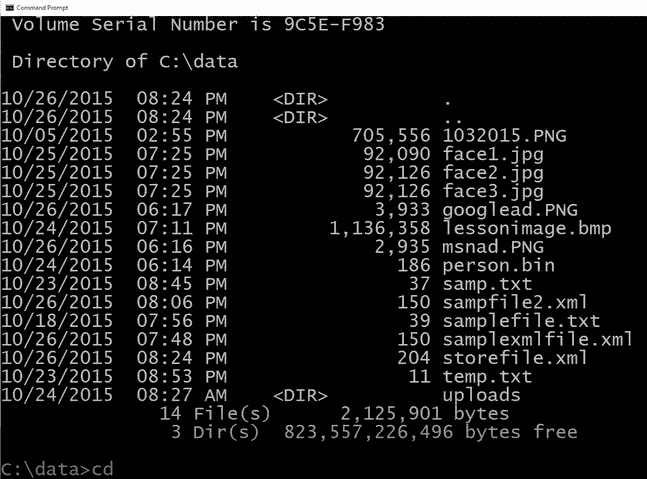 Command Prompt
Volume Serial Number is 9C5E-F983
Directory of C:\data
10/26/2015  08:24 PM    <DIR>          .
10/26/2015  08:24 PM    <DIR>          ..
10/05/2015  02:55 PM           705,556 1032015.PNG
10/25/2015  07:25 PM            92,090 face1.jpg
10/25/2015  07:25 PM            92,126 face2.jpg
10/25/2015  07:25 PM            92,126 face3.jpg
10/26/2015  06:17 PM             3,933 googlead.PNG
10/24/2015  07:11 PM         1,136,358 lessonimage.bmp
10/26/2015  06:16 PM             2,935 msnad.PNG
10/24/2015  06:14 PM               186 person.bin
10/23/2015  08:45 PM                37 samp.txt
10/26/2015  08:06 PM               150 sampfile2.xml
10/18/2015  07:56 PM                39 samplefile.txt
10/26/2015  07:48 PM               150 samplexmlfile.xml
10/26/2015  08:24 PM               204 storefile.xml
10/23/2015  08:53 PM                11 temp.txt
10/24/2015  08:27 AM    <DIR>          uploads
14 File(s)      2,125,901 bytes
3 Dir(s)  823,557,226,496 bytes free
C:\data>cd